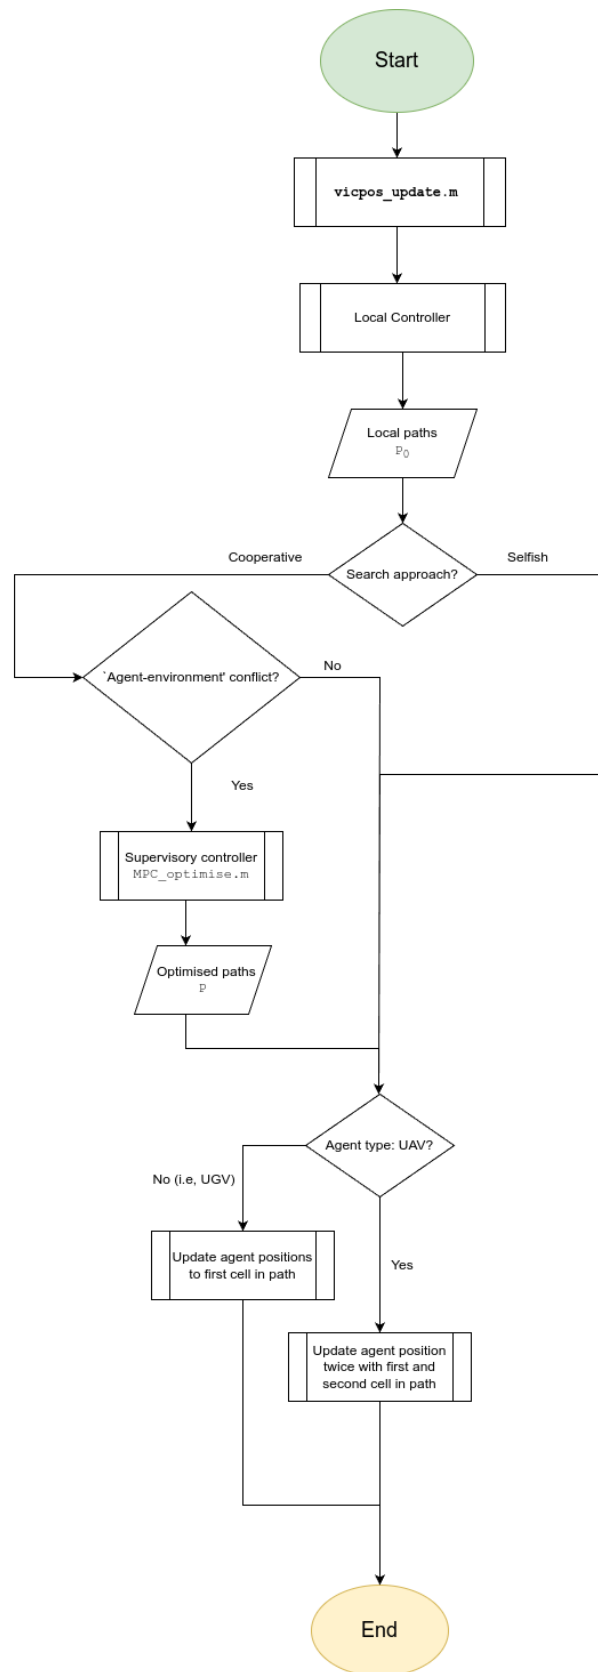 Start
vicpos_update.m
Local Controller
Local paths
P0
Cooperative
Search approach?
Selfish
`Agent-environment' conflict?
No
Yes
Supervisory controller
MPC_optimise.m
Optimised paths
P
Agent type: UAV?
No (i.e, UGV)
Update agent positions
to first cell in path
Yes
Update agent position
twice with first and
second cell in path
End